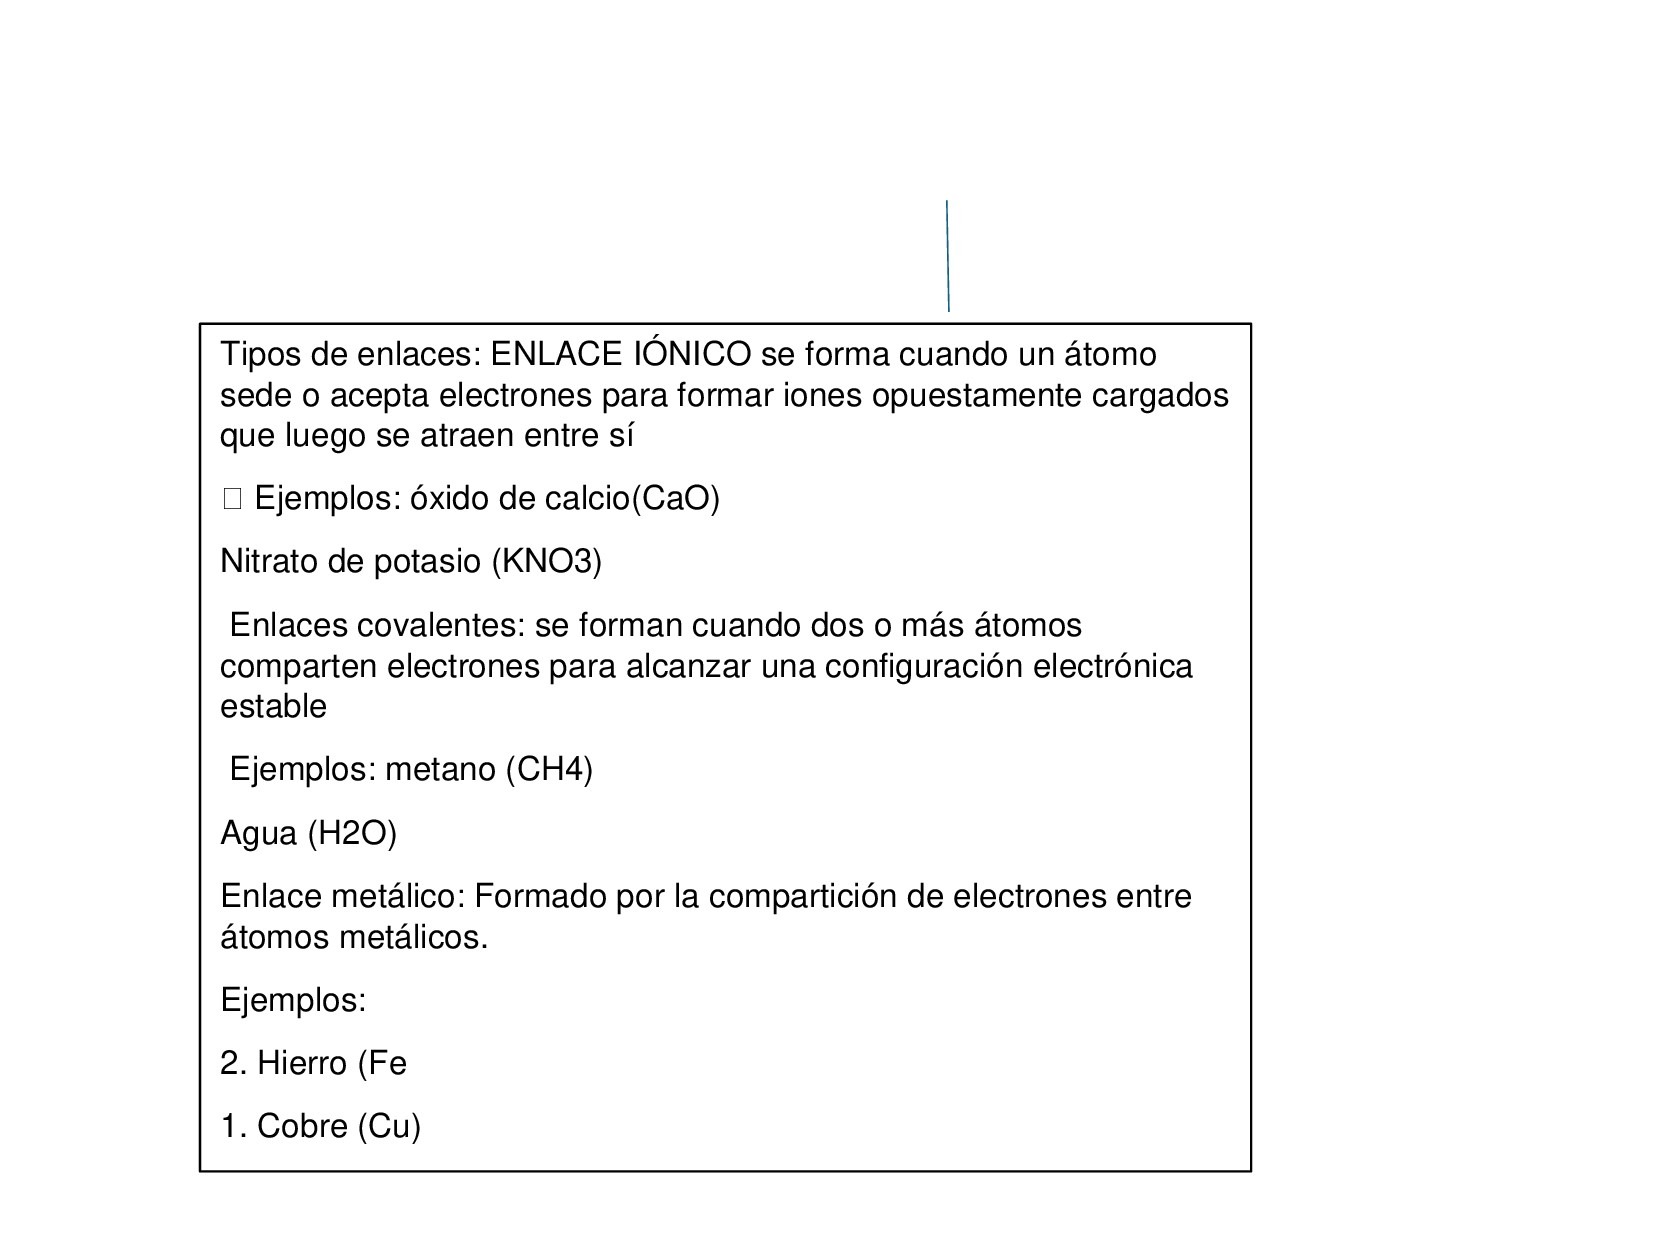 Tipos de enlaces: ENLACE IÓNICO se forma cuando un átomo
sede o acepta electrones para formar iones opuestamente cargados
que luego se atraen entre sí
Ejemplos: óxido de calcio(CaO)
Nitrato de potasio (KNO3)
Enlaces covalentes: se forman cuando dos o más átomos
comparten electrones para alcanzar una configuración electrónica
estable
Ejemplos: metano (CH4)
Agua (H2O)
Enlace metálico: Formado por la compartición de electrones entre
átomos metálicos.
Ejemplos:
2. Hierro (Fe
1. Cobre (Cu)